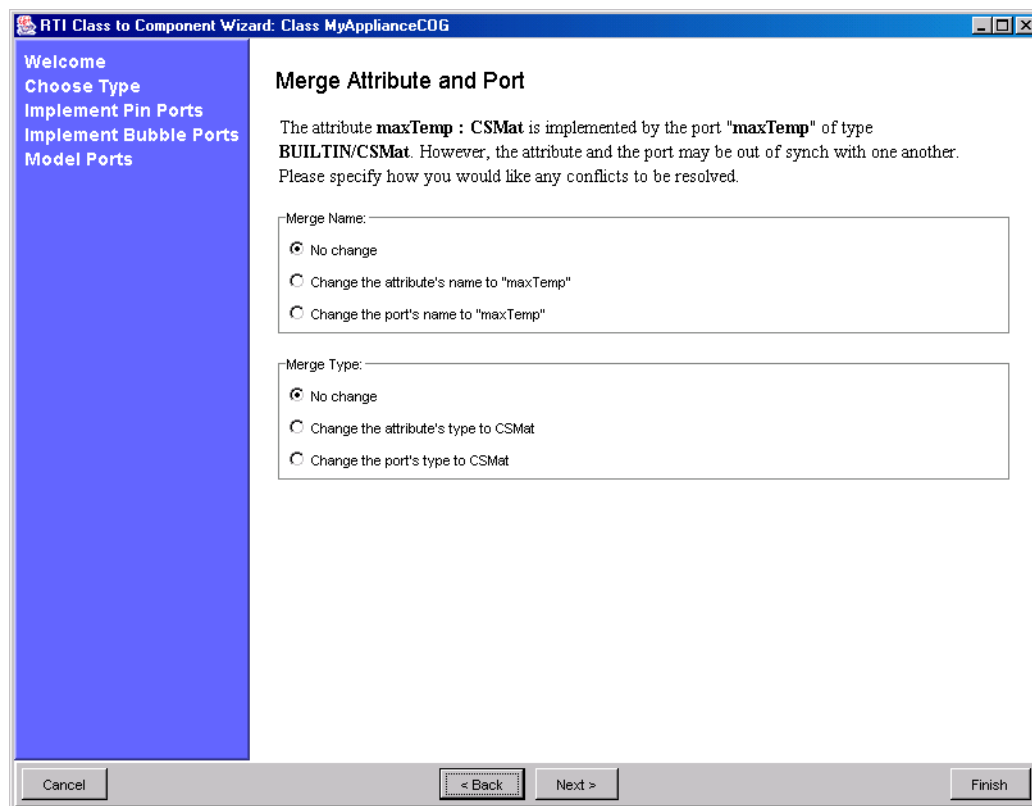 RTI Class to Component Wizard: Class MyApplianceCOG
Welcome
Choose Type
Implement Pin Ports
Implement Bubble Ports
Model Ports
Merge Attribute and Port
The attribute maxTemp : CSMat is implemented by the port "maxTemp" of type
BUILTIN/CSMat. However, the attribute and the port may be out of synch with one another.
Please specify how you would like any conflicts to be resolved.
Merge Name:
No change
Change the attribute's name to "maxTemp"
Change the port's name to "maxTemp"
Merge Type:
No change
Change the attribute's type to CSMat
Change the port's type to CSMat
Cancel
< Back
Next >
Finish